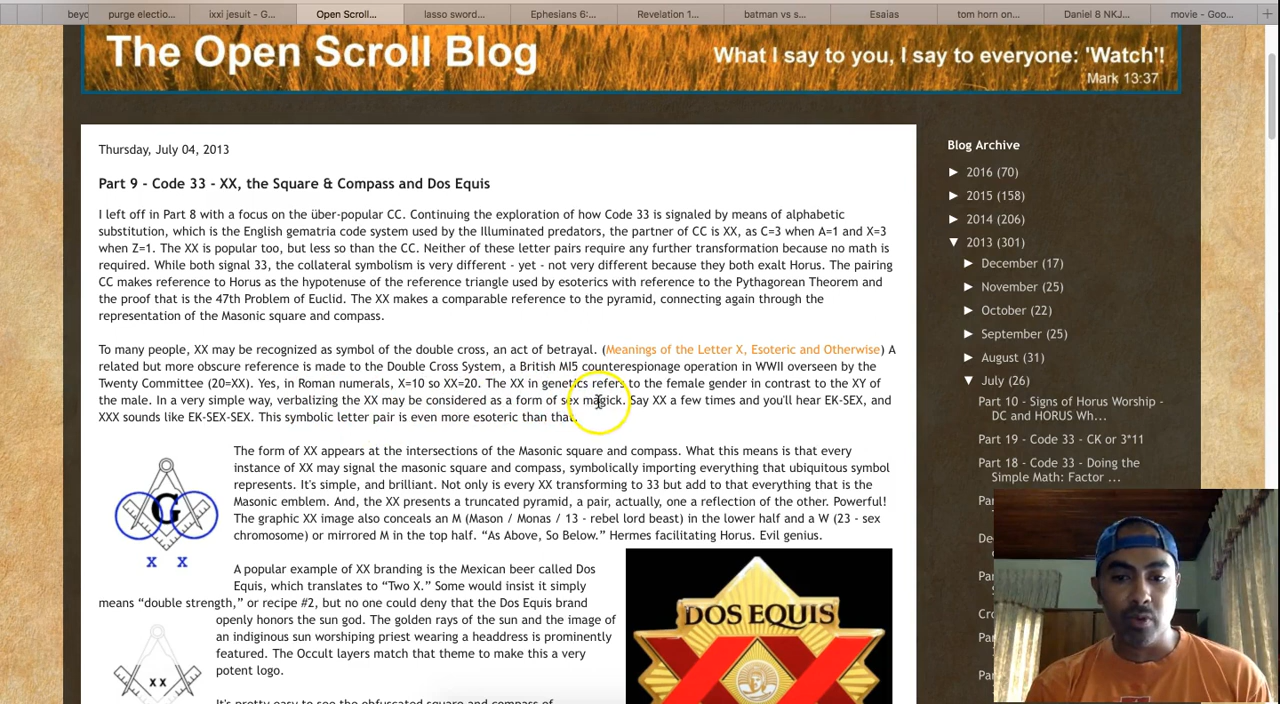 beyo
purge electio...
ixxi jesuit - G...
Open Scroll...
lasso sword...
Ephesians 6:...
Revelation 1...
batman vs s...
Esaias
tom horn on...
Daniel 8 NKJ...
movie - Goo...
The Open Scroll Blog
What I say to you, I say to everyone: 'Watch'!
Mark 13:37
Thursday, July 04, 2013
Part 9 - Code 33 - XX, the Square & Compass and Dos Equis
I left off in Part 8 with a focus on the über-popular CC. Continuing the exploration of how Code 33 is signaled by means of alphabetic
substitution, which is the English gematria code system used by the Illuminated predators, the partner of CC is XX, as C=3 when A=1 and X=3
when Z=1. The XX is popular too, but less so than the CC. Neither of these letter pairs require any further transformation because no math is
required. While both signal 33, the collateral symbolism is very different - yet - not very different because they both exalt Horus. The pairing
CC makes reference to Horus as the hypotenuse of the reference triangle used by esoterics with reference to the Pythagorean Theorem and
the proof that is the 47th Problem of Euclid. The XX makes a comparable reference to the pyramid, connecting again through the
representation of the Masonic square and compass.
To many people, XX may be recognized as symbol of the double cross, an act of betrayal. (Meanings of the Letter X, Esoteric and Otherwise) A
related but more obscure reference is made to the Double Cross System, a British MI5 counterespionage operation in WWII overseen by the
Twenty Committee (20=XX). Yes, in Roman numerals, X=10 so XX=20. The XX in genetics refers to the female gender in contrast to the XY of
the male. In a very simple way, verbalizing the XX may be considered as a form of sex magick. Say XX a few times and you'll hear EK-SEX, and
XXX sounds like EK-SEX-SEX. This symbolic letter pair is even more esoteric than that.
The form of XX appears at the intersections of the Masonic square and compass. What this means is that every
instance of XX may signal the masonic square and compass, symbolically importing everything that ubiquitous symbol
represents. It's simple, and brilliant. Not only is every XX transforming to 33 but add to that everything that is the
Masonic emblem. And, the XX presents a truncated pyramid, a pair, actually, one a reflection of the other. Powerful!
The graphic XX image also conceals an M (Mason / Monas / 13 - rebel lord beast) in the lower half and a W (23 - sex
chromosome) or mirrored M in the top half. “As Above, So Below.” Hermes facilitating Horus. Evil genius.
G
X X
A popular example of XX branding is the Mexican beer called Dos
Equis, which translates to “Two X.” Some would insist it simply
means “double strength,” or recipe #2, but no one could deny that the Dos Equis brand
openly honors the sun god. The golden rays of the sun and the image of
an indiginous sun worshiping priest wearing a headdress is prominently
featured. The Occult layers match that theme to make this a very
potent logo.
It's pretty easy to see the obfuscated square and compass of
X X
DOS EQUIS
XX
Blog Archive
► 2016 (70)
► 2015 (158)
► 2014 (206)
▼ 2013 (301)
► December (17)
► November (25)
► October (22)
► September (25)
► August (31)
▼ July (26)
Part 10 - Signs of Horus Worship -
DC and HORUS Wh...
Part 19 - Code 33 - CK or 3*11
Part 18 - Code 33 - Doing the
Simple Math: Factor ...